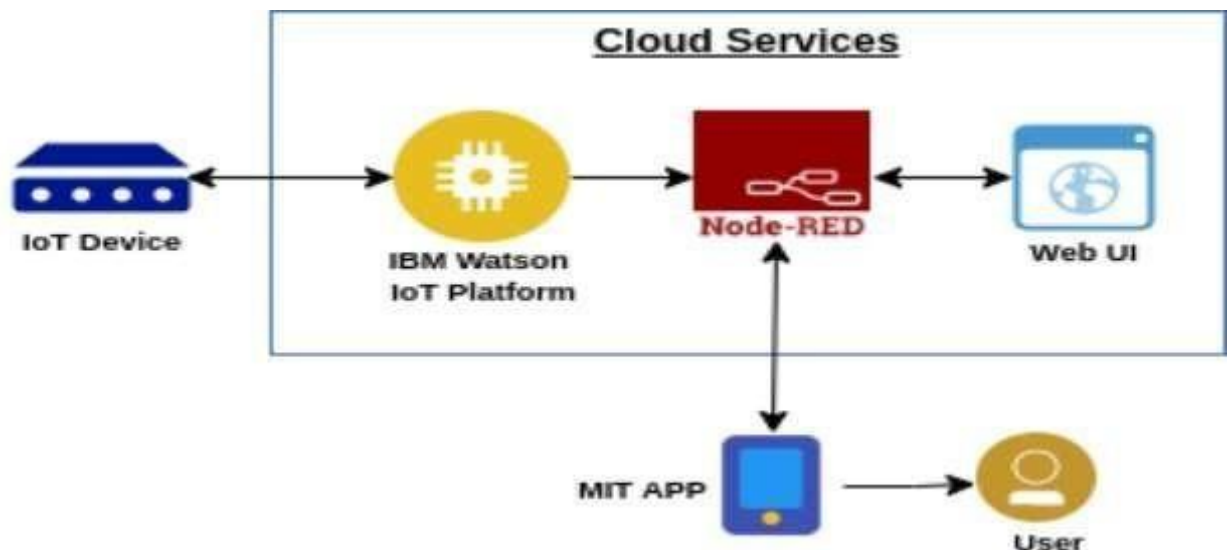 Cloud Services
IoT Device
IBM Watson
IoT Platform
Node-RED
Web UI
MIT APP
User